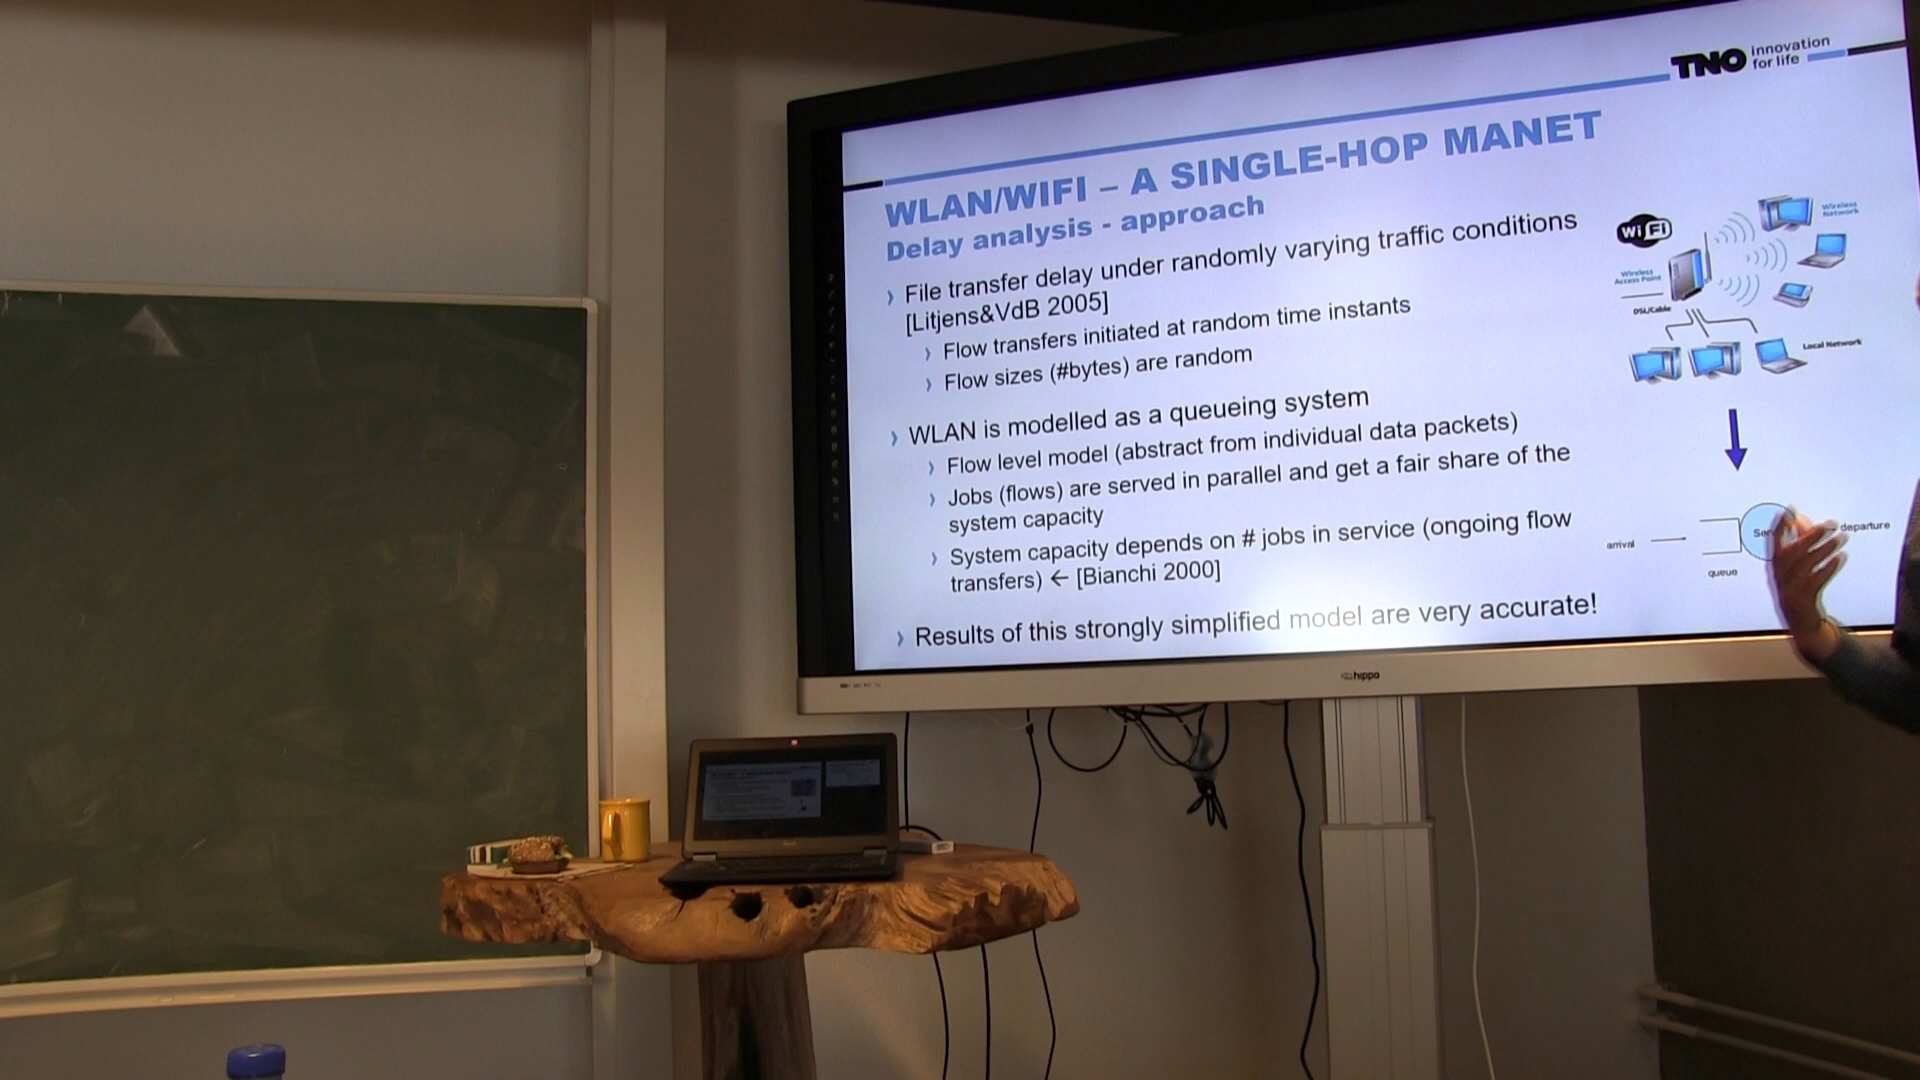 TNO innovation
for life
WLAN/WIFI – A SINGLE-HOP MANET
Delay analysis - approach
› File transfer delay under randomly varying traffic conditions
[Litjens&VdB 2005]
› Flow transfers initiated at random time instants
› Flow sizes (#bytes) are random
› WLAN is modelled as a queueing system
› Flow level model (abstract from individual data packets)
› Jobs (flows) are served in parallel and get a fair share of the
system capacity
› System capacity depends on # jobs in service (ongoing flow
transfers) ← [Bianchi 2000]
› Results of this strongly simplified model are very accurate!
Wi Fi
Wireless
Network
Wireless
Access Point
DSL/Cable
Local Network
arrival
queue
departure
hippo